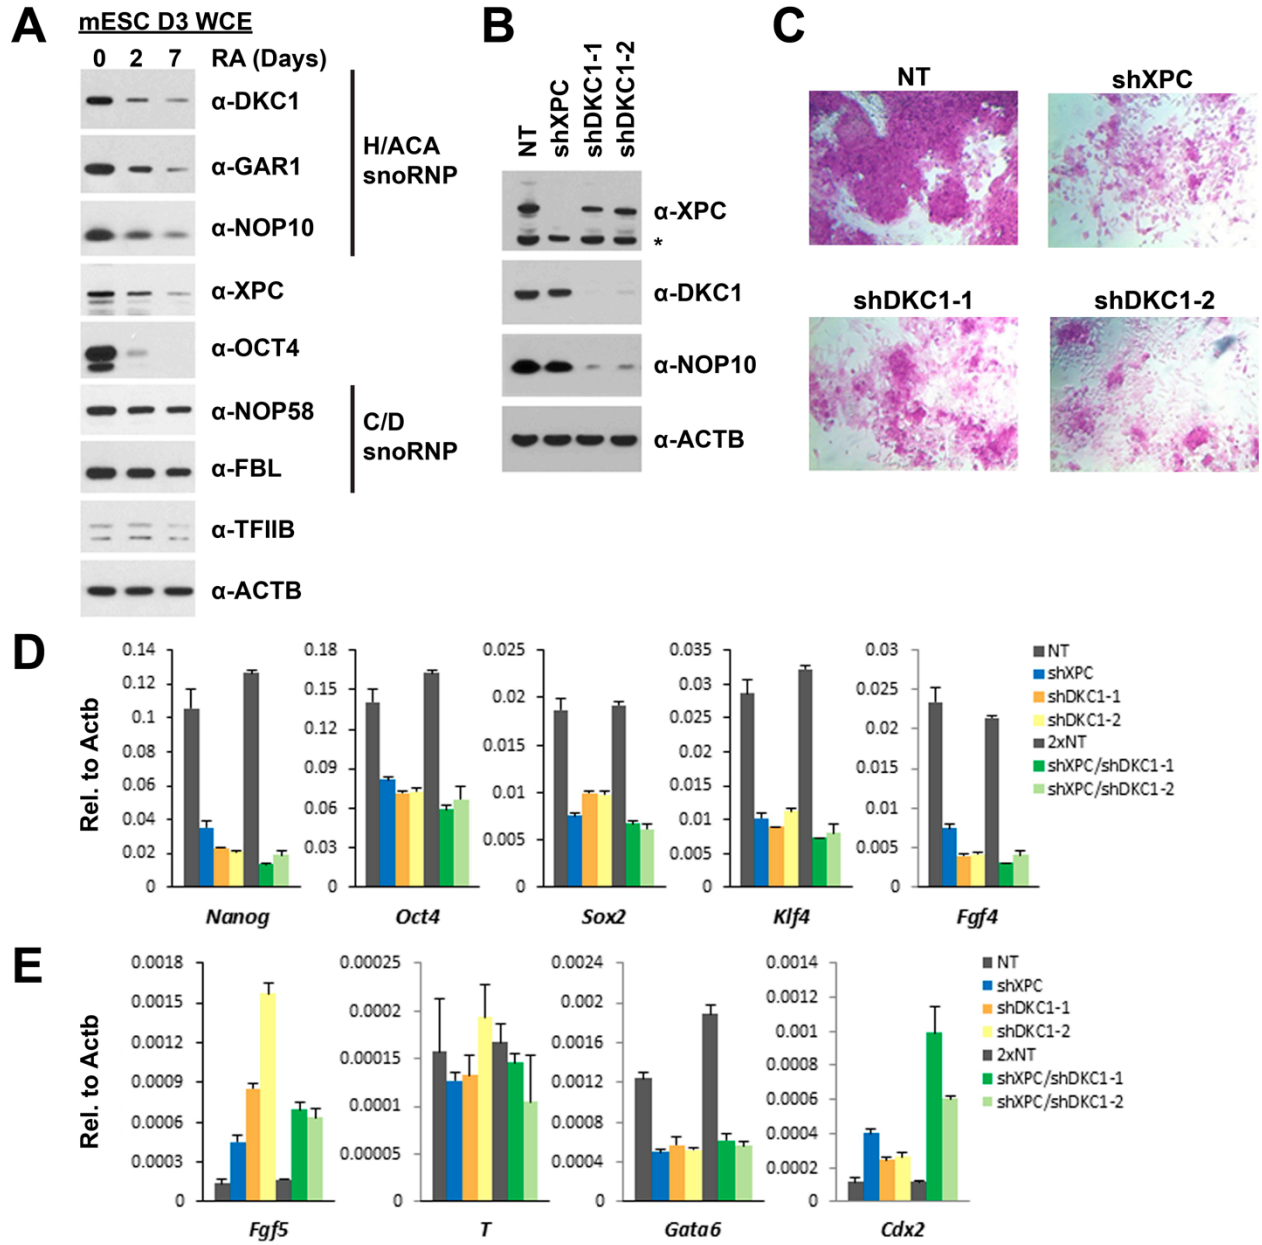 A
mESC D3 WCE
0 2 7 RA (Days)
α-DKC1
α-GAR1
α-NOP10
H/ACA
snoRNP
α-XPC
α-OCT4
α-NOP58
α-FBL
C/D
snoRNP
α-TFIIB
α-ACTB
B
NT
shXPC
shDKC1-1
shDKC1-2
α-XPC
*
α-DKC1
α-NOP10
α-ACTB
C
NT
shXPC
shDKC1-1
shDKC1-2
D
Rel. to Actb
0.14
0.12
0.1
0.08
0.06
0.04
0.02
0
Nanog
0.18
0.15
0.12
0.09
0.06
0.03
0
Oct4
0.025
0.02
0.015
0.01
0.005
0
Sox2
0.035
0.03
0.025
0.02
0.015
0.01
0.005
0
Klf4
0.03
0.025
0.02
0.015
0.01
0.005
0
Fgf4
NT
shXPC
shDKC1-1
shDKC1-2
2xNT
shXPC/shDKC1-1
shXPC/shDKC1-2
E
Rel. to Actb
0.0018
0.0015
0.0012
0.0009
0.0006
0.0003
0
Fgf5
0.00025
0.0002
0.00015
0.0001
0.00005
0
T
0.0024
0.002
0.0016
0.0012
0.0008
0.0004
0
Gata6
0.0014
0.0012
0.001
0.0008
0.0006
0.0004
0.0002
0
Cdx2
NT
shXPC
shDKC1-1
shDKC1-2
2xNT
shXPC/shDKC1-1
shXPC/shDKC1-2